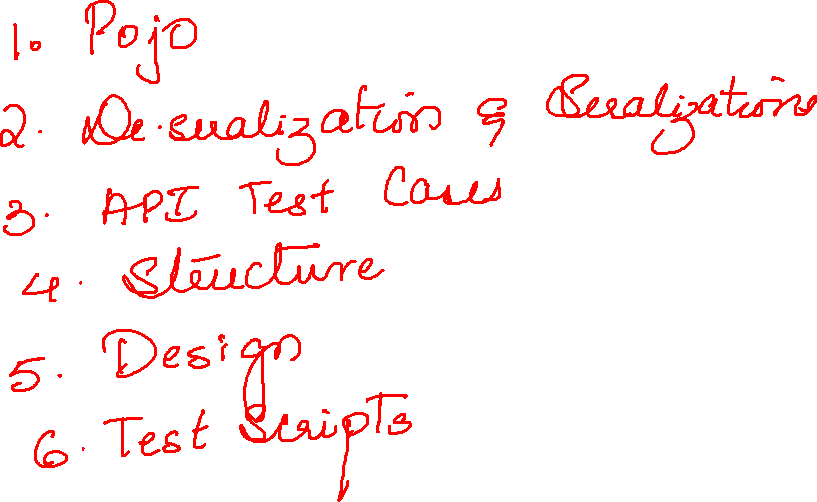 1. Pojo
2. De-serialization & Serialization
3. API Test Cases
4. Structure
5. Design
6. Test Scripts